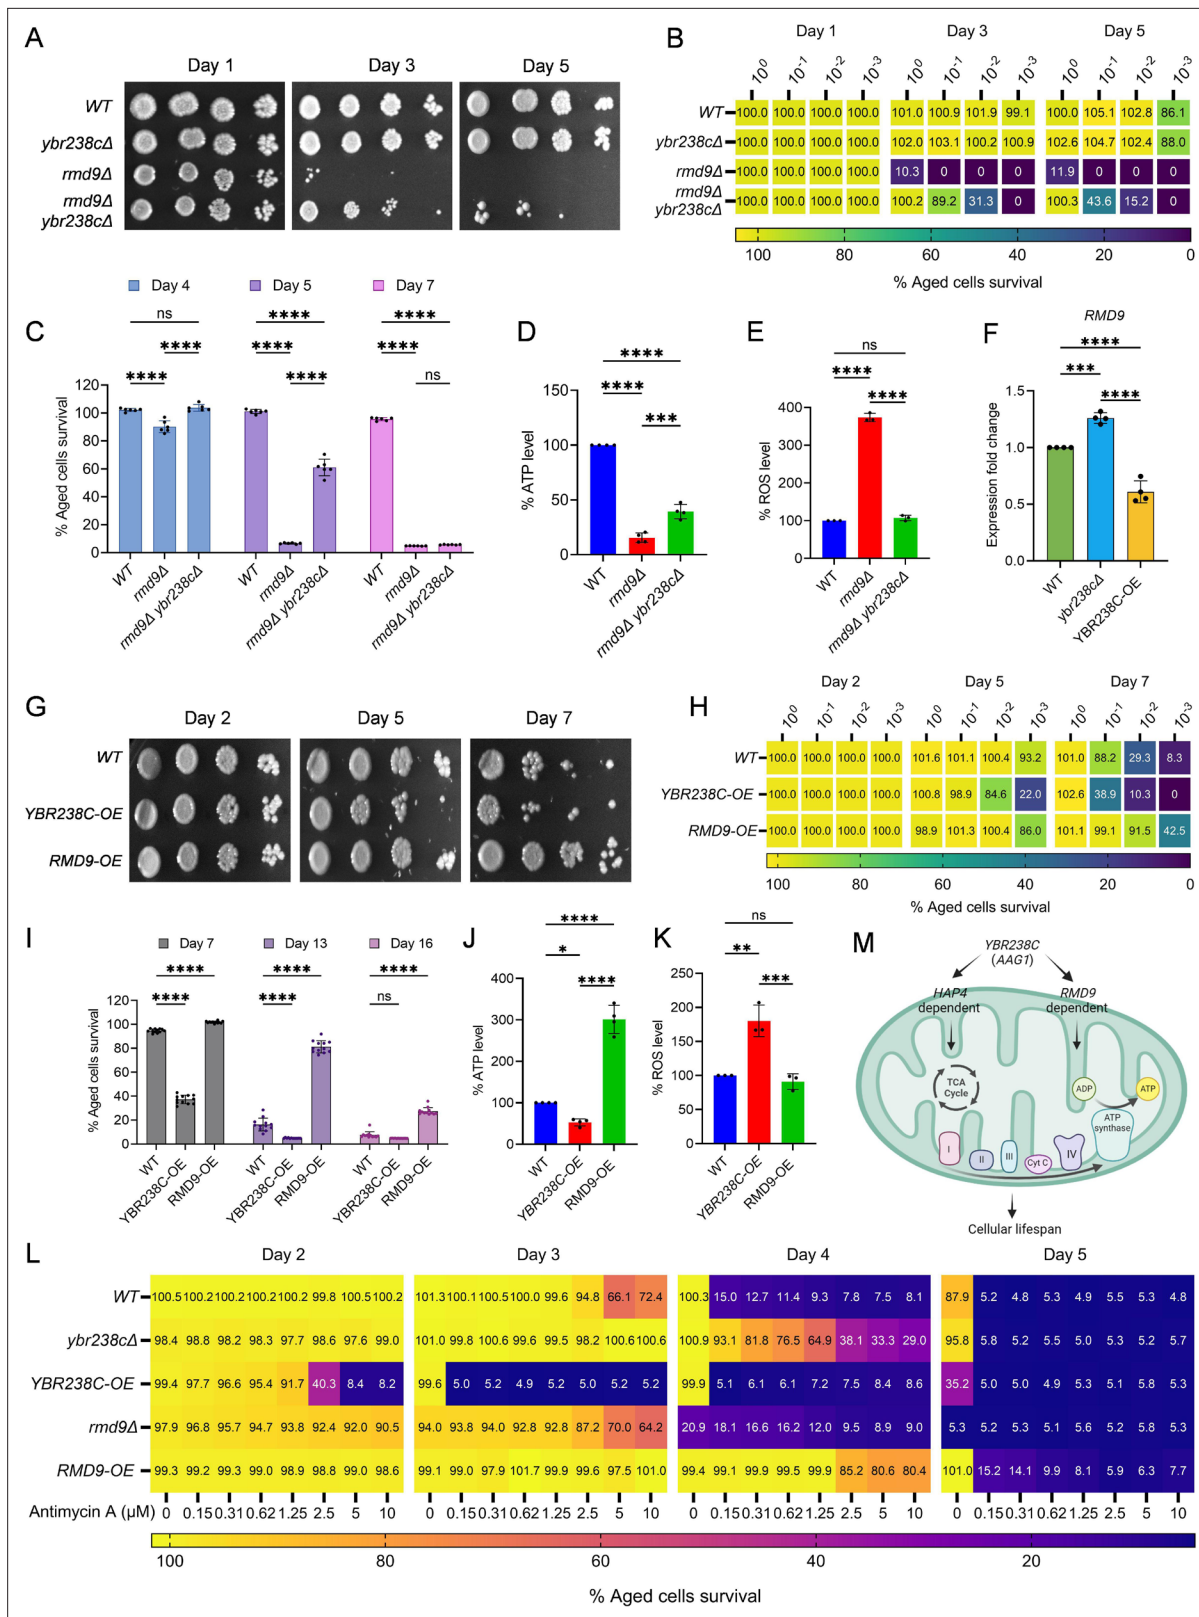 A
Day 1 Day 3 Day 5
WT
ybr238cΔ
rmd9Δ
rmd9Δ
ybr238cΔ
B
Day 1 Day 3 Day 5
10⁰ 10⁻¹ 10⁻² 10⁻³ 10⁰ 10⁻¹ 10⁻² 10⁻³ 10⁰ 10⁻¹ 10⁻² 10⁻³
WT 100.0 100.0 100.0 100.0 101.0 100.9 101.9 99.1 100.0 105.1 102.8 86.1
ybr238cΔ 100.0 100.0 100.0 100.0 102.6 103.1 100.2 100.9 102.6 104.7 102.4 88.0
rmd9Δ 100.0 100.0 100.0 100.0 10.3 0 0 0 11.9 0 0 0
rmd9Δ
ybr238cΔ 100.0 100.0 100.0 100.0 100.2 89.2 31.3 0 100.3 43.6 15.2 0
100 80 60 40 20 0
% Aged cells survival
C
Day 4 Day 5 Day 7
ns **** ****
**** **** **** **** **** ns
% Aged cells survival
120
100
80
60
40
20
0
WT rmd9Δ rmd9Δ ybr238cΔ WT rmd9Δ rmd9Δ ybr238cΔ WT rmd9Δ rmd9Δ ybr238cΔ
D
****
****
***
% ATP level
150
100
50
0
WT rmd9Δ rmd9Δ ybr238cΔ
E
ns
****
****
% ROS level
400
300
200
100
0
WT rmd9Δ rmd9Δ ybr238cΔ
F
RMD9
****
***
****
Expression fold change
1.5
1.0
0.5
0.0
WT ybr238cΔ YBR238C-OE
G
Day 2 Day 5 Day 7
WT
YBR238C-OE
RMD9-OE
H
Day 2 Day 5 Day 7
10⁰ 10⁻¹ 10⁻² 10⁻³ 10⁰ 10⁻¹ 10⁻² 10⁻³ 10⁰ 10⁻¹ 10⁻² 10⁻³
WT 100.0 100.0 100.0 100.0 101.6 101.1 100.4 93.2 101.0 88.2 29.3 8.3
YBR238C-OE 100.0 100.0 100.0 100.0 100.8 98.9 84.6 22.0 102.6 38.9 10.3 0
RMD9-OE 100.0 100.0 100.0 100.0 98.9 101.3 100.4 86.0 101.1 99.1 91.5 42.5
100 80 60 40 20 0
% Aged cells survival
I
Day 7 Day 13 Day 16
**** **** ****
**** **** ns
% Aged cells survival
120
100
80
60
40
20
0
WT YBR238C-OE RMD9-OE WT YBR238C-OE RMD9-OE WT YBR238C-OE RMD9-OE
J
****
*
****
% ATP level
400
300
200
100
0
WT YBR238C-OE RMD9-OE
K
ns
**
***
% ROS level
250
200
150
100
50
0
WT YBR238C-OE RMD9-OE
M
YBR238C
(AAG1)
HAP4
dependent
RMD9
dependent
TCA
Cycle
ADP ATP
ATP
synthase
I II III Cyt C IV
Cellular lifespan
L
Day 2 Day 3 Day 4 Day 5
WT 100.5 100.2 100.2 100.2 100.2 99.8 100.5 100.2 101.3 100.1 100.5 100.0 99.6 94.8 66.1 72.4 100.3 15.0 12.7 11.4 9.3 7.8 7.5 8.1 87.9 5.2 4.8 5.3 4.9 5.5 5.3 4.8
ybr238cΔ 98.4 98.8 98.2 98.3 97.7 98.6 97.6 99.0 101.0 99.8 100.6 99.6 99.5 98.2 100.6 100.6 100.9 93.1 81.8 76.5 64.9 38.1 33.3 29.0 95.8 5.8 5.2 5.5 5.0 5.3 5.2 5.7
YBR238C-OE 99.4 97.7 96.6 95.4 91.7 40.3 8.4 8.2 99.6 5.0 5.2 4.9 5.2 5.0 5.2 5.2 99.9 5.1 6.1 6.1 7.2 7.5 8.4 8.6 35.2 5.0 5.0 4.9 5.3 5.1 5.8 5.3
rmd9Δ 97.9 96.8 95.7 94.7 93.8 92.4 92.0 90.5 94.0 93.8 94.0 92.8 92.8 87.2 70.0 64.2 20.9 18.1 16.6 16.2 12.0 9.5 8.9 9.0 5.3 5.2 5.3 5.1 5.6 5.2 5.8 5.3
RMD9-OE 99.3 99.2 99.3 99.0 98.9 98.8 99.0 98.6 99.1 99.0 97.9 101.7 99.9 99.6 97.5 101.0 99.4 99.1 99.9 99.5 99.9 85.2 80.6 80.4 101.0 15.2 14.1 9.9 8.1 5.9 6.3 7.7
Antimycin A (µM) 0 0.15 0.31 0.62 1.25 2.5 5 10 0 0.15 0.31 0.62 1.25 2.5 5 10 0 0.15 0.31 0.62 1.25 2.5 5 10 0 0.15 0.31 0.62 1.25 2.5 5 10
100 80 60 40 20
% Aged cells survival